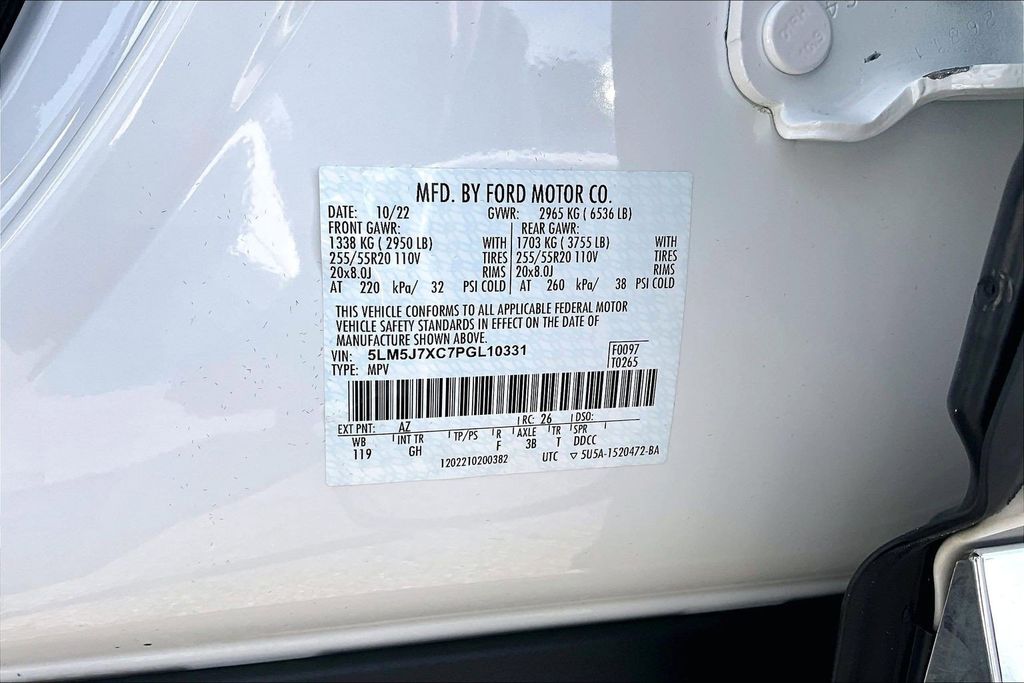 MFD. BY FORD MOTOR CO.
DATE: 10/22 GVWR: 2965 KG ( 6536 LB)
FRONT GAWR: REAR GAWR:
1338 KG ( 2950 LB) WITH 1703 KG ( 3755 LB) WITH
255/55R20 110V TIRES 255/55R20 110V TIRES
20x8.0J RIMS 20x8.0J RIMS
AT 220 kPa/ 32 PSI COLD AT 260 kPa/ 38 PSI COLD
THIS VEHICLE CONFORMS TO ALL APPLICABLE FEDERAL MOTOR
VEHICLE SAFETY STANDARDS IN EFFECT ON THE DATE OF
MANUFACTURE SHOWN ABOVE.
VIN: 5LM5J7XC7PGL10331 F0097
TYPE: MPV T0265
EXT PNT: AZ RC: 26 DSO:
WB INT TR TP/PS R AXLE TR SPR
119 GH F 3B T DDCC
1202210200382 UTC ▽ 5U5A-1520472-BA